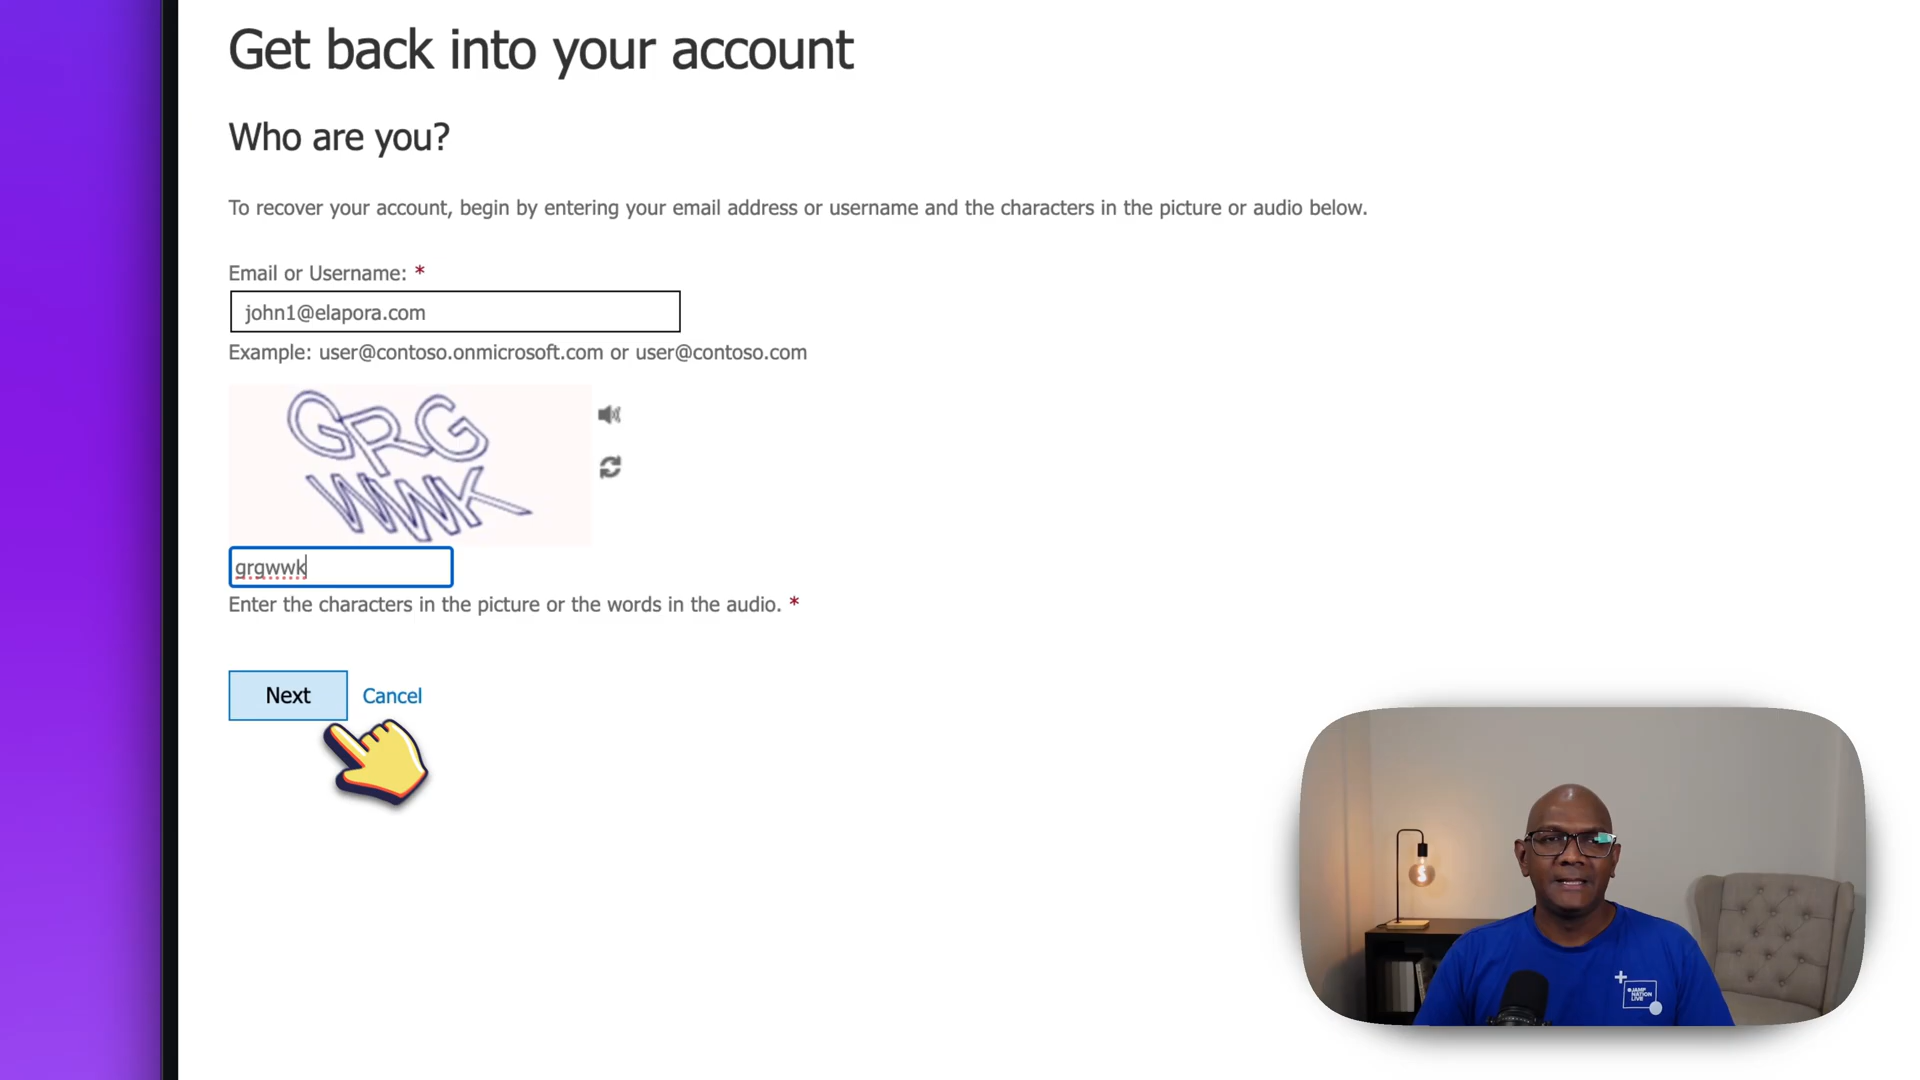 Get back into your account
Who are you?
To recover your account, begin by entering your email address or username and the characters in the picture or audio below.
Email or Username: *
john1@elapora.com
Example: user@contoso.onmicrosoft.com or user@contoso.com
GRG
WWK
grgwwk
Enter the characters in the picture or the words in the audio. *
Next Cancel
JAMP
NATION
LIVE